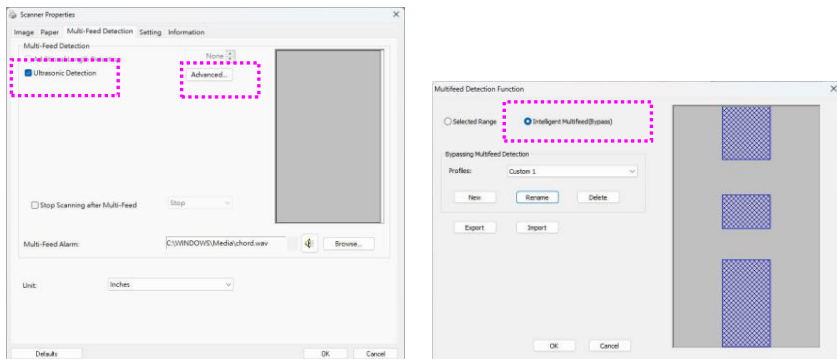 Scanner Properties
Image Paper Multi-Feed Detection Setting Information
Multi-Feed Detection
None
Ultrasonic Detection
Advanced...
Stop Scanning after Multi-Feed
Stop
Multi-Feed Alarm:
C:\WINDOWS\Media\chord.wav
Browse...
Unit:
Inches
Defaults
OK
Cancel
Multifeed Detection Function
Selected Range
Intelligent Multifeed(Bypass)
Bypassing Multifeed Detection
Profiles:
Custom 1
New
Rename
Delete
Export
Import
OK
Cancel